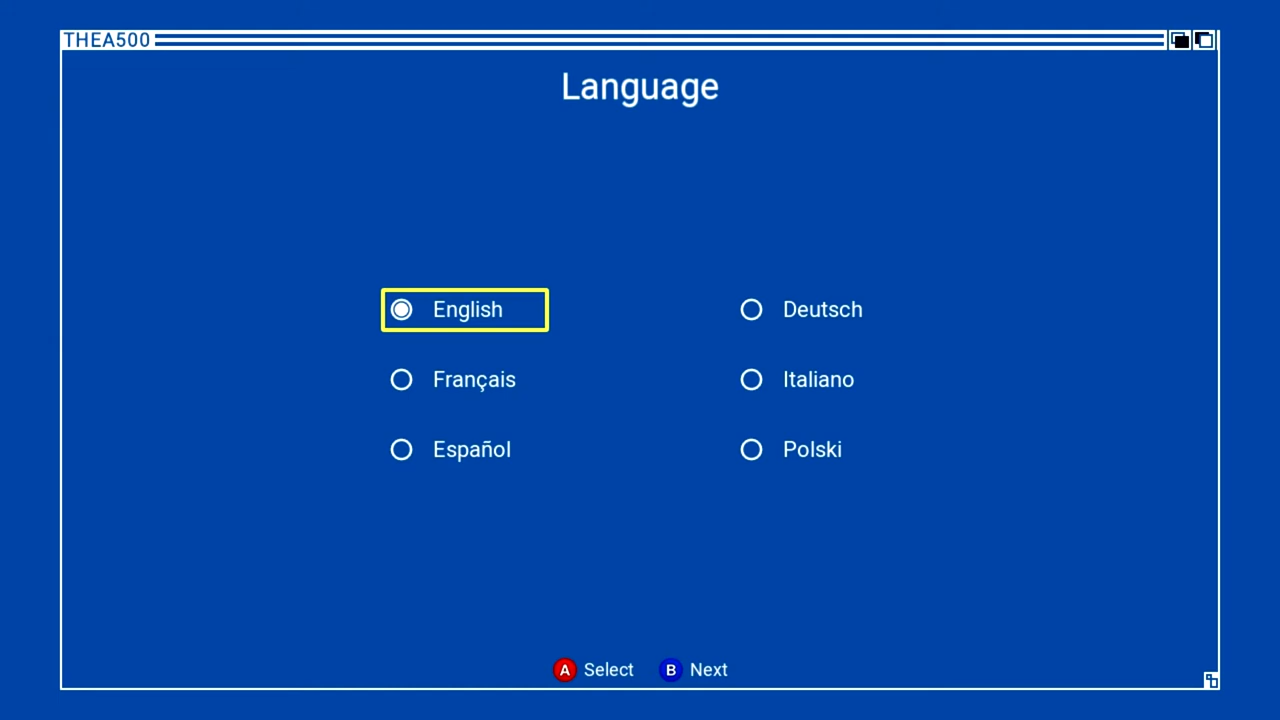 THEA500
Language
English
Deutsch
Français
Italiano
Español
Polski
A Select B Next